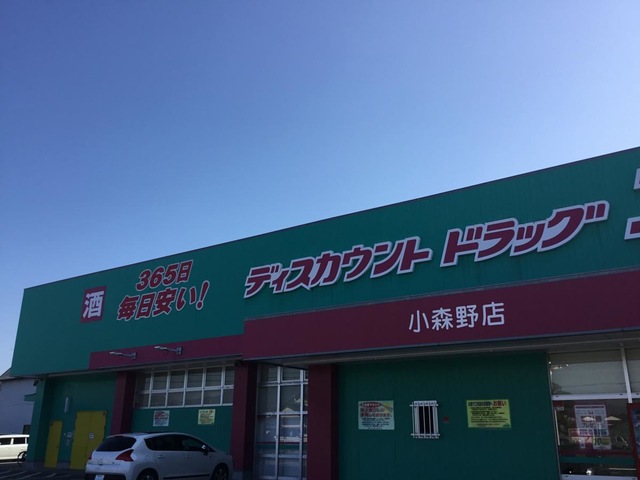 酒
365日
毎日安い!
ディスカウント ドラッグ
小森野店